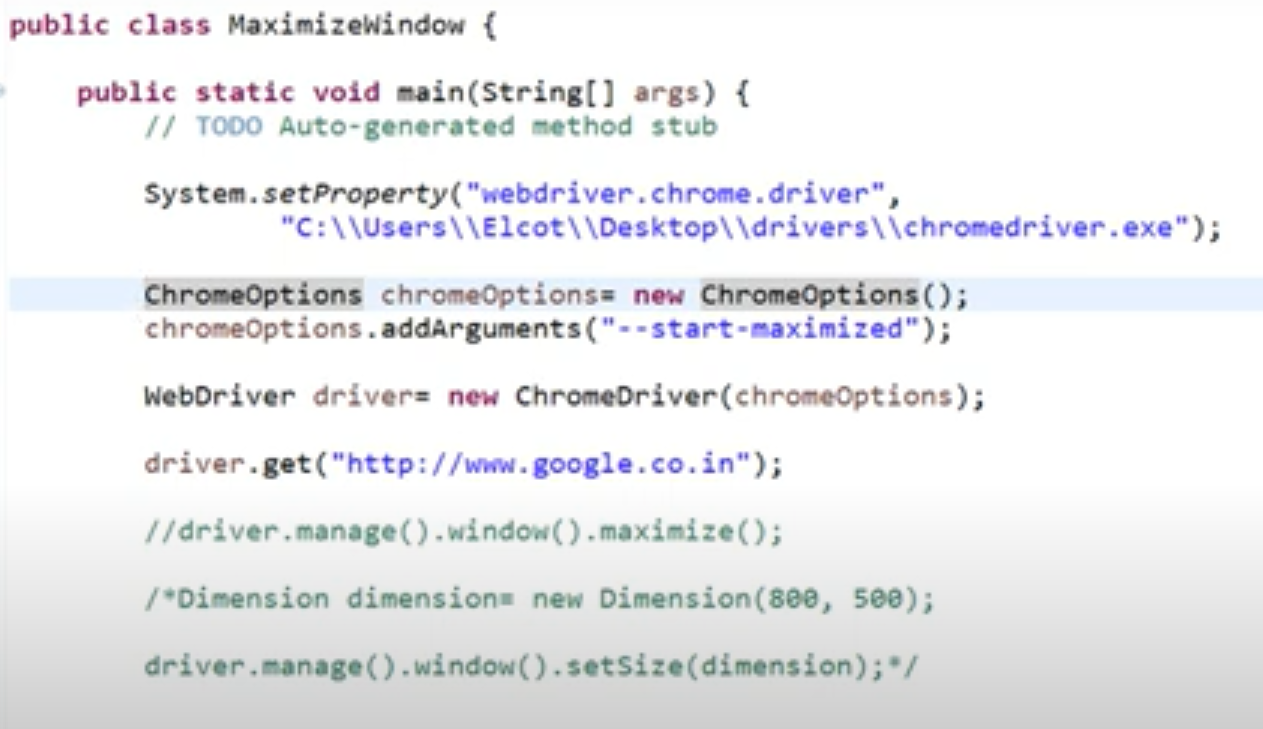 public class MaximizeWindow {
public static void main(String[] args) {
// TODO Auto-generated method stub
System.setProperty("webdriver.chrome.driver",
"C:\\Users\\Elcot\\Desktop\\drivers\\chromedriver.exe");
ChromeOptions chromeOptions= new ChromeOptions();
chromeOptions.addArguments("--start-maximized");
WebDriver driver= new ChromeDriver(chromeOptions);
driver.get("http://www.google.co.in");
//driver.manage().window().maximize();
/*Dimension dimension= new Dimension(800, 500);
driver.manage().window().setSize(dimension);*/